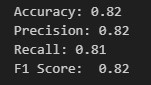 Accuracy: 0.82
Precision: 0.82
Recall: 0.81
F1 Score:  0.82